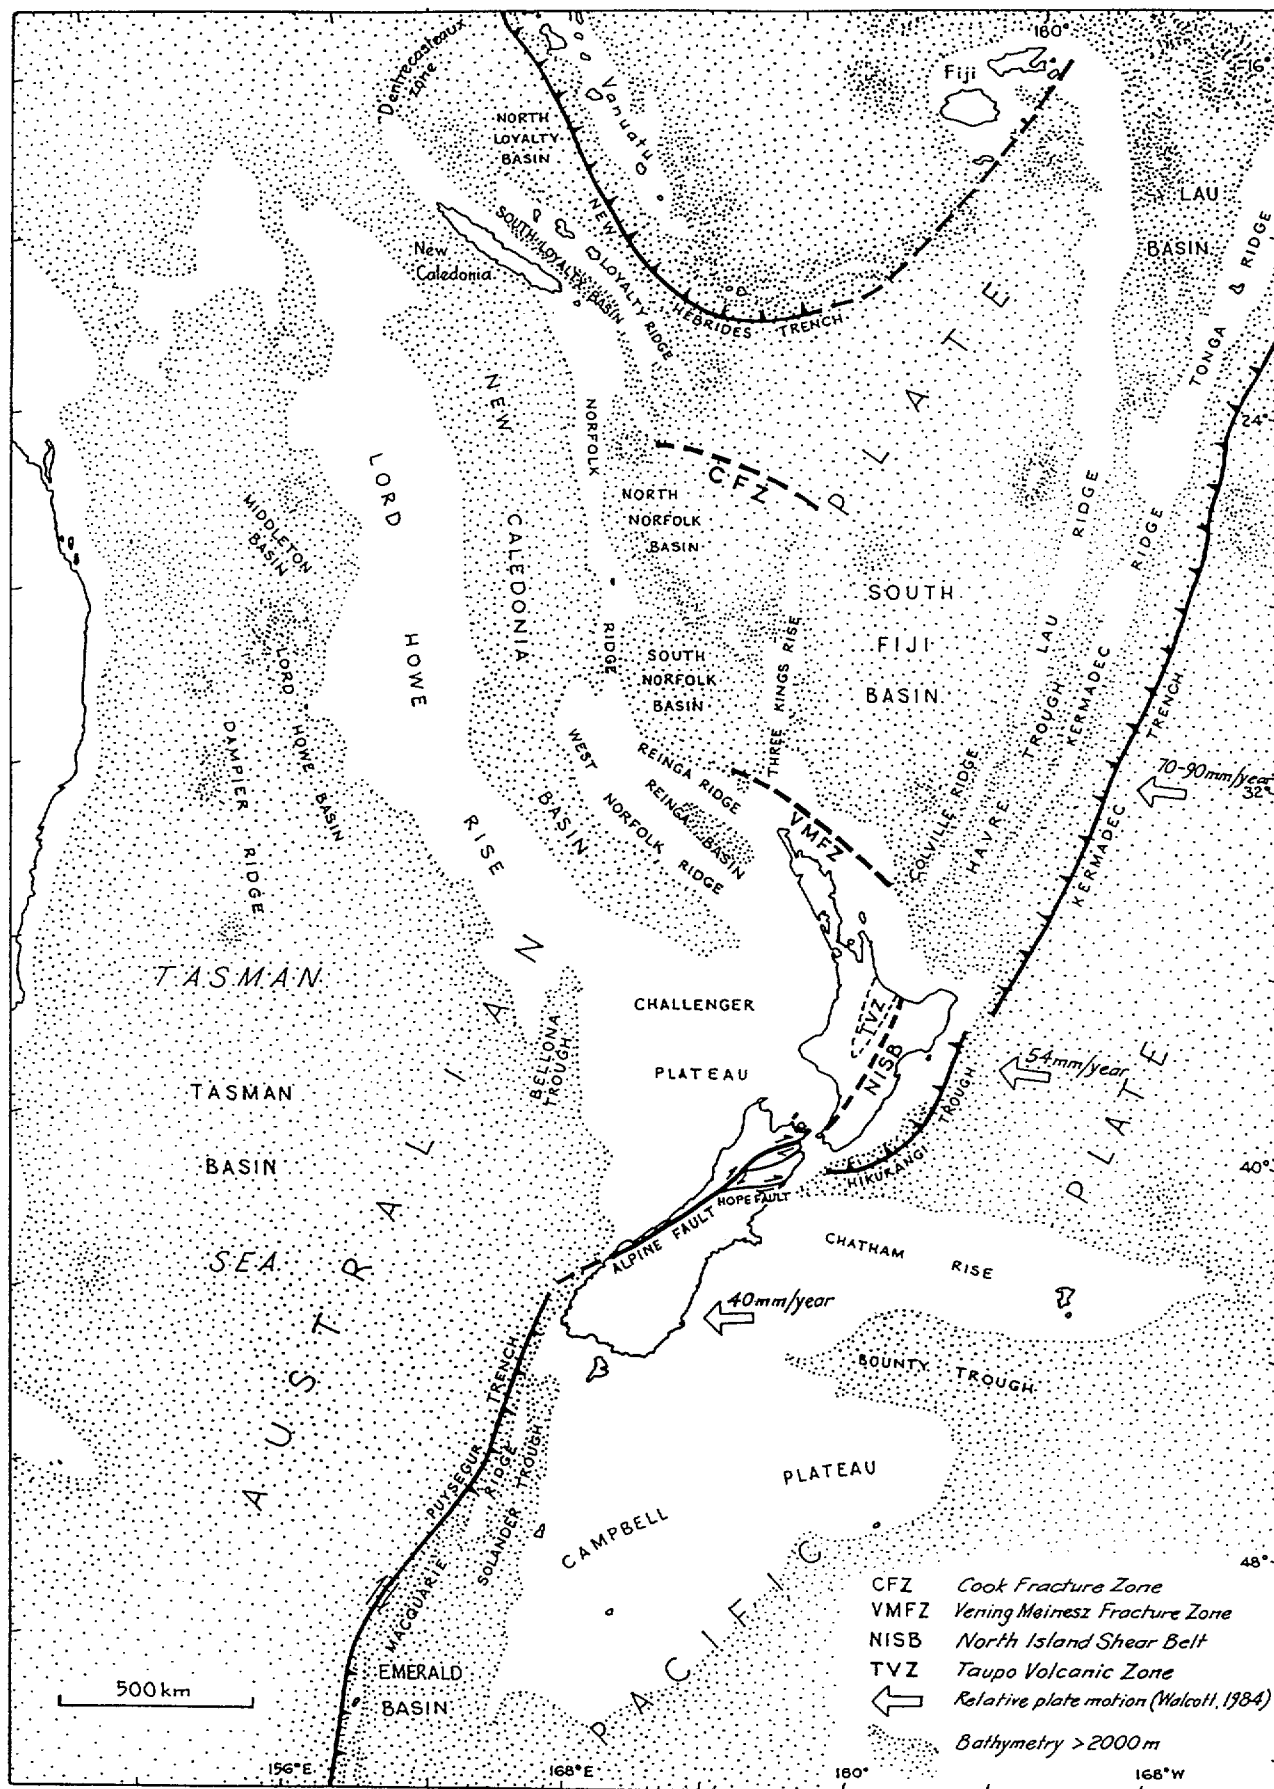 180°
16°
Dentrecasteaux
zone
Vanuatu
Fiji
NORTH
LOYALTY
BASIN
LAU
BASIN
New
Caledonia
SOUTH LOYALTY BASIN
LOYALTY RIDGE
NEW HEBRIDES TRENCH
TONGA RIDGE
24°
PLATE
NEW CALEDONIA BASIN
NORFOLK RIDGE
CFZ
LORD HOWE RISE
MIDDLETON
BASIN
NORTH
NORFOLK
BASIN
SOUTH
FIJI
BASIN
LAU RIDGE
KERMADEC RIDGE
KERMADEC TRENCH
LORD HOWE BASIN
DAMPIER RIDGE
SOUTH
NORFOLK
BASIN
THREE KINGS RISE
WEST NORFOLK RIDGE
REINGA RIDGE
REINGA BASIN
VMFZ
COLVILLE RIDGE
HAVRE TROUGH
70-90mm/year
32°
TASMAN
SEA
AUSTRALIAN
CHALLENGER
PLATEAU
BELLONA
TROUGH
TVZ
NISB
54mm/year
PLATE
TASMAN
BASIN
HIKURANGI TROUGH
40°
HOPE FAULT
ALPINE FAULT
CHATHAM RISE
40mm/year
BOUNTY TROUGH
PUYSEGUR TRENCH
MACQUARIE RIDGE
SOLANDER TROUGH
CAMPBELL PLATEAU
PACIFIC
48°
EMERALD
BASIN
CFZ Cook Fracture Zone
VMFZ Vening Meinesz Fracture Zone
NISB North Island Shear Belt
TVZ Taupo Volcanic Zone
Relative plate motion (Walcott, 1984)
Bathymetry >2000m
500km
156°E
168°E
180°
168°W